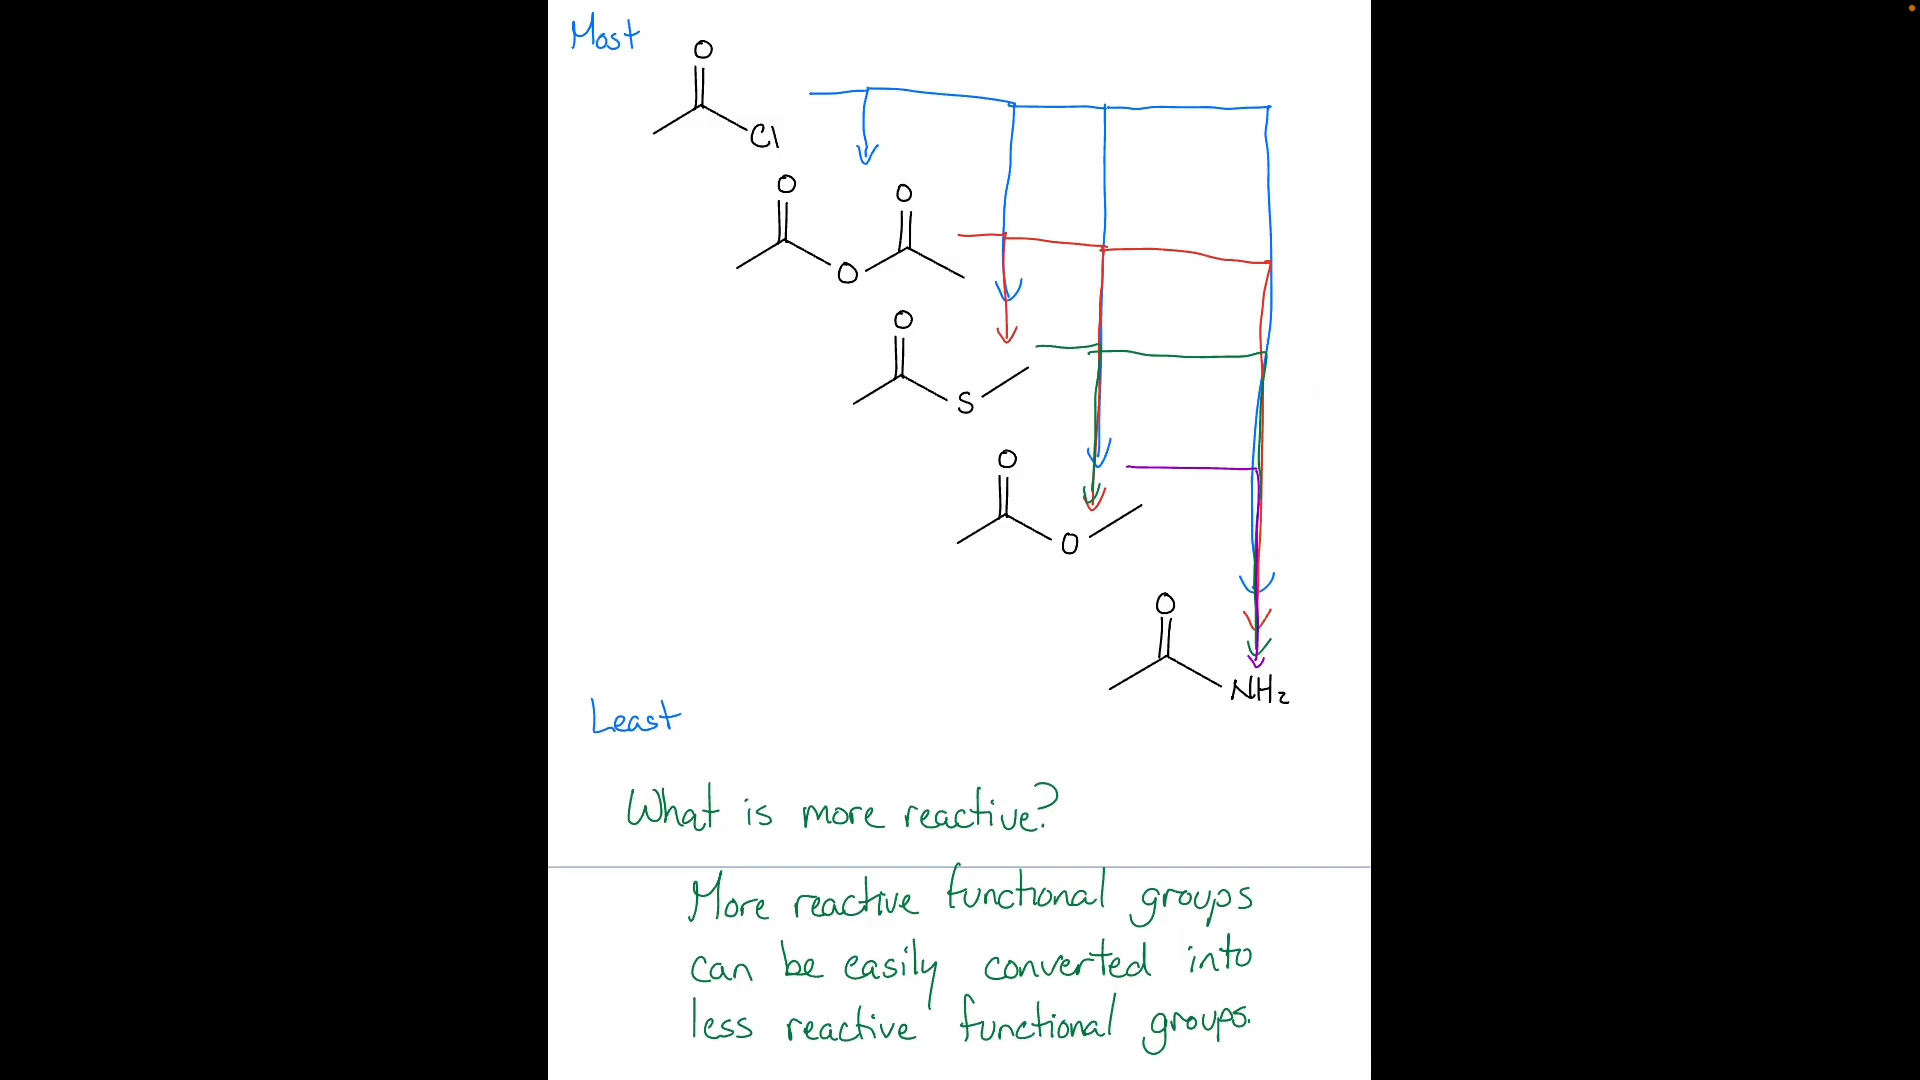 Most
O
Cl
O
O
O
O
S
O
O
O
NH₂
Least
What is more reactive?
More reactive functional groups
can be easily converted into
less reactive functional groups.